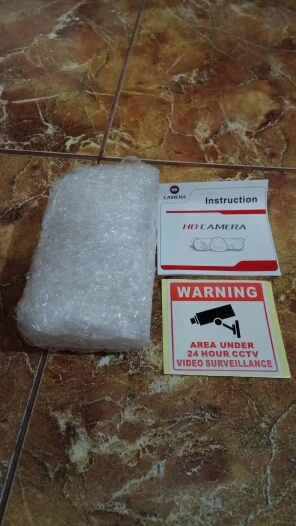 CAMERA
Instruction
HD CAMERA
WARNING
AREA UNDER
24 HOUR CCTV
VIDEO SURVEILLANCE